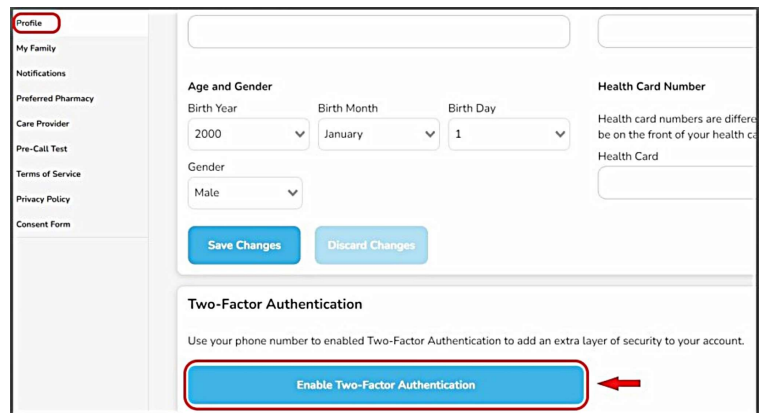 Profile
My Family
Notifications
Preferred Pharmacy
Care Provider
Pre-Call Test
Terms of Service
Privacy Policy
Consent Form
Age and Gender
Birth Year
Birth Month
Birth Day
2000
January
1
Gender
Male
Health Card Number
Health card numbers are differe
be on the front of your health ca
Health Card
Save Changes
Discard Changes
Two-Factor Authentication
Use your phone number to enabled Two-Factor Authentication to add an extra layer of security to your account.
Enable Two-Factor Authentication